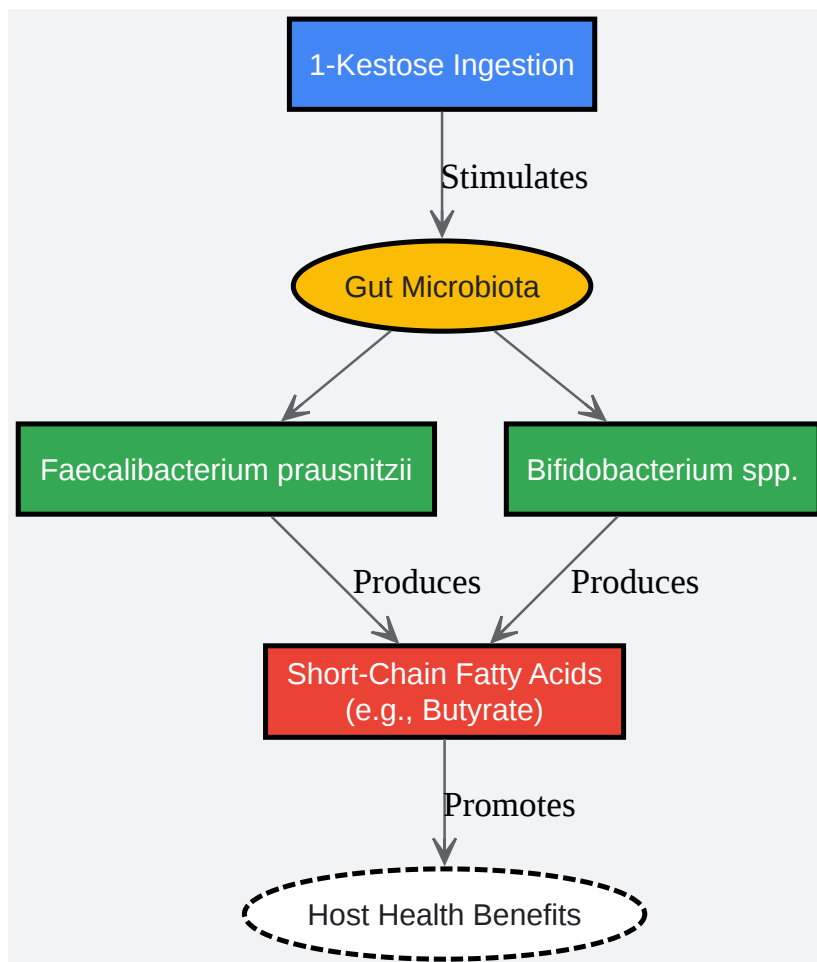 1-Kestose Ingestion
Stimulates
Gut Microbiota
Faecalibacterium prausnitzii
Bifidobacterium spp.
Produces
Produces
Short-Chain Fatty Acids
(e.g., Butyrate)
Promotes
Host Health Benefits